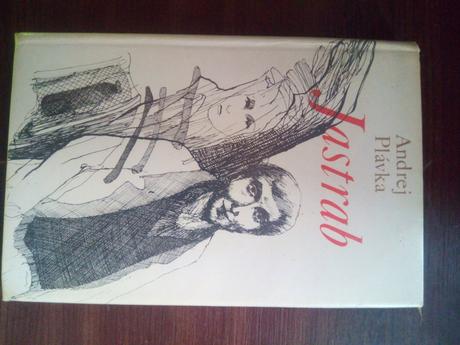 Andrej
Plávka
Jastrab